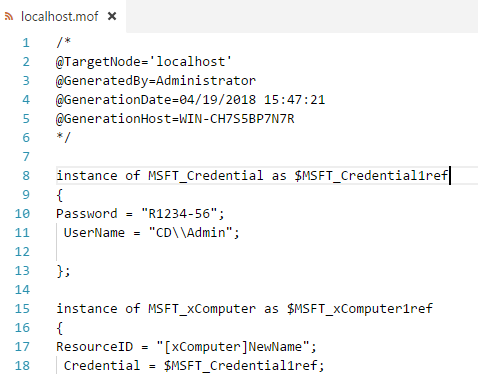 localhost.mof ×
1 /*
2 @TargetNode='localhost'
3 @GeneratedBy=Administrator
4 @GenerationDate=04/19/2018 15:47:21
5 @GenerationHost=WIN-CH7S5BP7N7R
6 */
7
8 instance of MSFT_Credential as $MSFT_Credential1ref
9 {
10 Password = "R1234-56";
11  UserName = "CD\\Admin";
12
13 };
14
15 instance of MSFT_xComputer as $MSFT_xComputer1ref
16 {
17 ResourceID = "[xComputer]NewName";
18  Credential = $MSFT_Credential1ref;